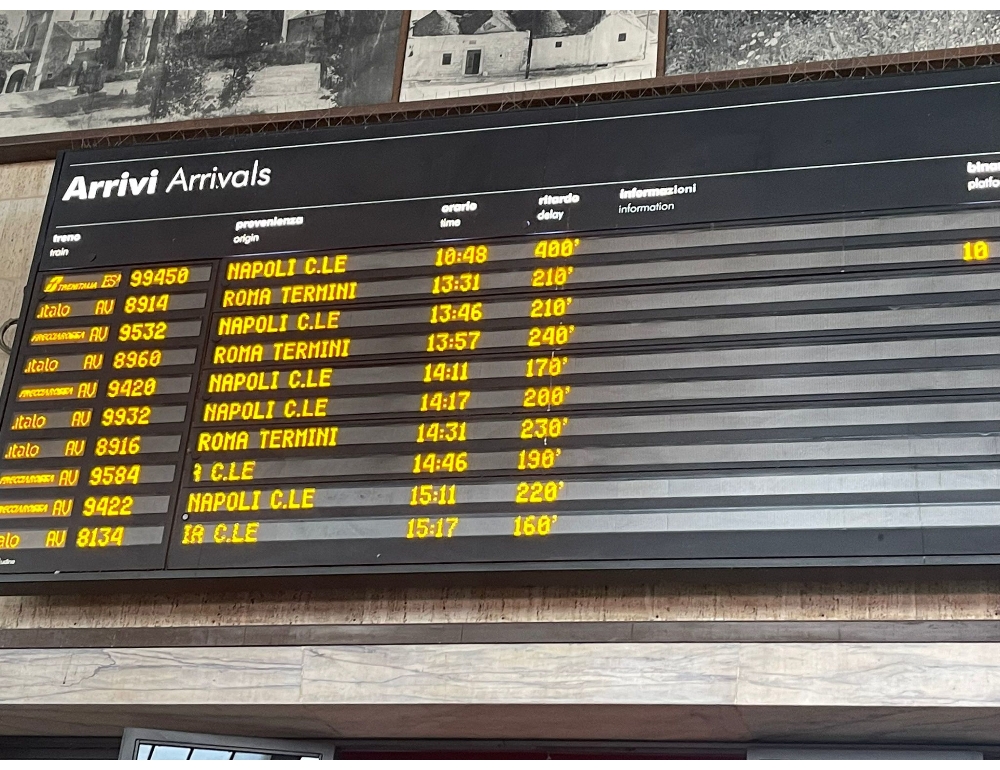 Arrivi Arrivals
treno provenienza orario ritardo informazioni
train origin time delay information
TRENITALIA ES* 99450 NAPOLI C.LE 10:48 400' 10
.italo AV 8914 ROMA TERMINI 13:31 210'
FRECCIAROSSA AV 9532 NAPOLI C.LE 13:46 210'
.italo AV 8960 ROMA TERMINI 13:57 240'
FRECCIAROSSA AV 9420 NAPOLI C.LE 14:11 170'
.italo AV 9932 NAPOLI C.LE 14:17 200'
.italo AV 8916 ROMA TERMINI 14:31 230'
FRECCIAROSSA AV 9584 C.LE 14:46 190'
FRECCIAROSSA AV 9422 NAPOLI C.LE 15:11 220'
alo AV 8134 IR C.LE 15:17 160'